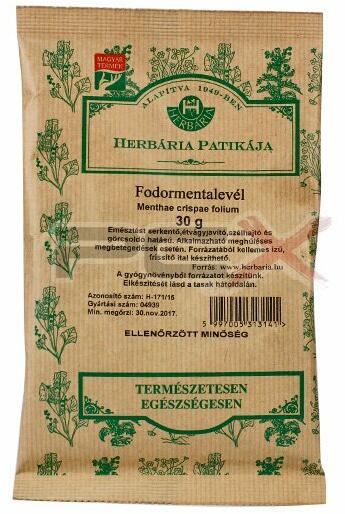 MAGYAR
TERMÉK
ALAPÍTVA 1949-BEN
HERBÁRIA
HERBÁRIA PATIKÁJA
Fodormentalevél
Menthae crispae folium
30 g
Emésztést serkentő,étvágyjavító,szélhajtó és
görcsoldó hatású. Alkalmazható meghűléses
megbetegedések esetén. Forrázatából kellemes ízű,
frissítő ital készíthető.
Forrás: www.herbaria.hu
A gyógynövényből forrázatot készítünk.
Elkészítését lásd a tasak hátoldalán.
Azonosító szám: H-171/15
Gyártási szám: 04939
Min. megőrzi: 30.nov.2017.
5 997005 313141 >
ELLENŐRZÖTT MINŐSÉG
TERMÉSZETESEN
EGÉSZSÉGESEN